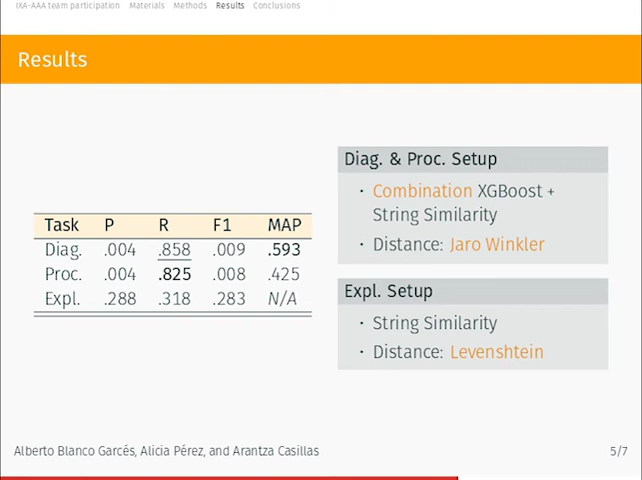 IXA-AAA team participation Materials Methods Results Conclusions
Results
Task P R F1 MAP
Diag. .004 .858 .009 .593
Proc. .004 .825 .008 .425
Expl. .288 .318 .283 N/A
Diag. & Proc. Setup
• Combination XGBoost +
String Similarity
• Distance: Jaro Winkler
Expl. Setup
• String Similarity
• Distance: Levenshtein
Alberto Blanco Garcés, Alicia Pérez, and Arantza Casillas
5/7